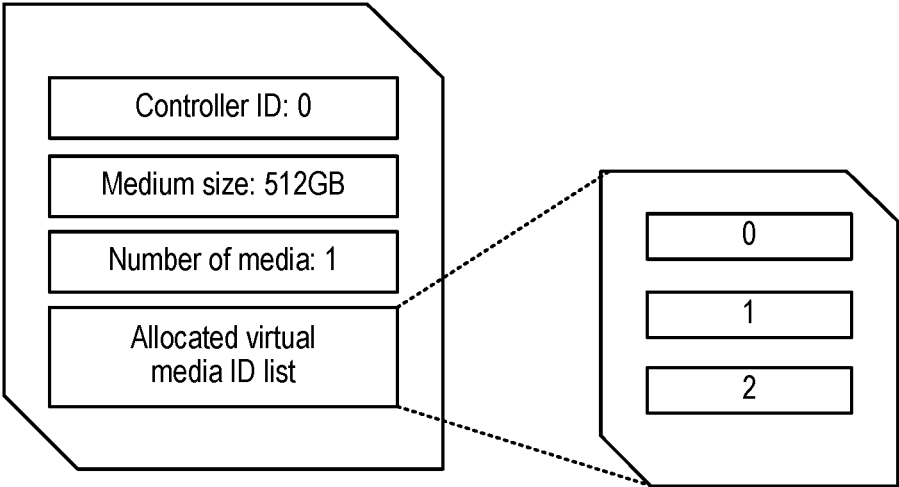 Controller ID: 0
Medium size: 512GB
Number of media: 1
Allocated virtual
media ID list
0
1
2